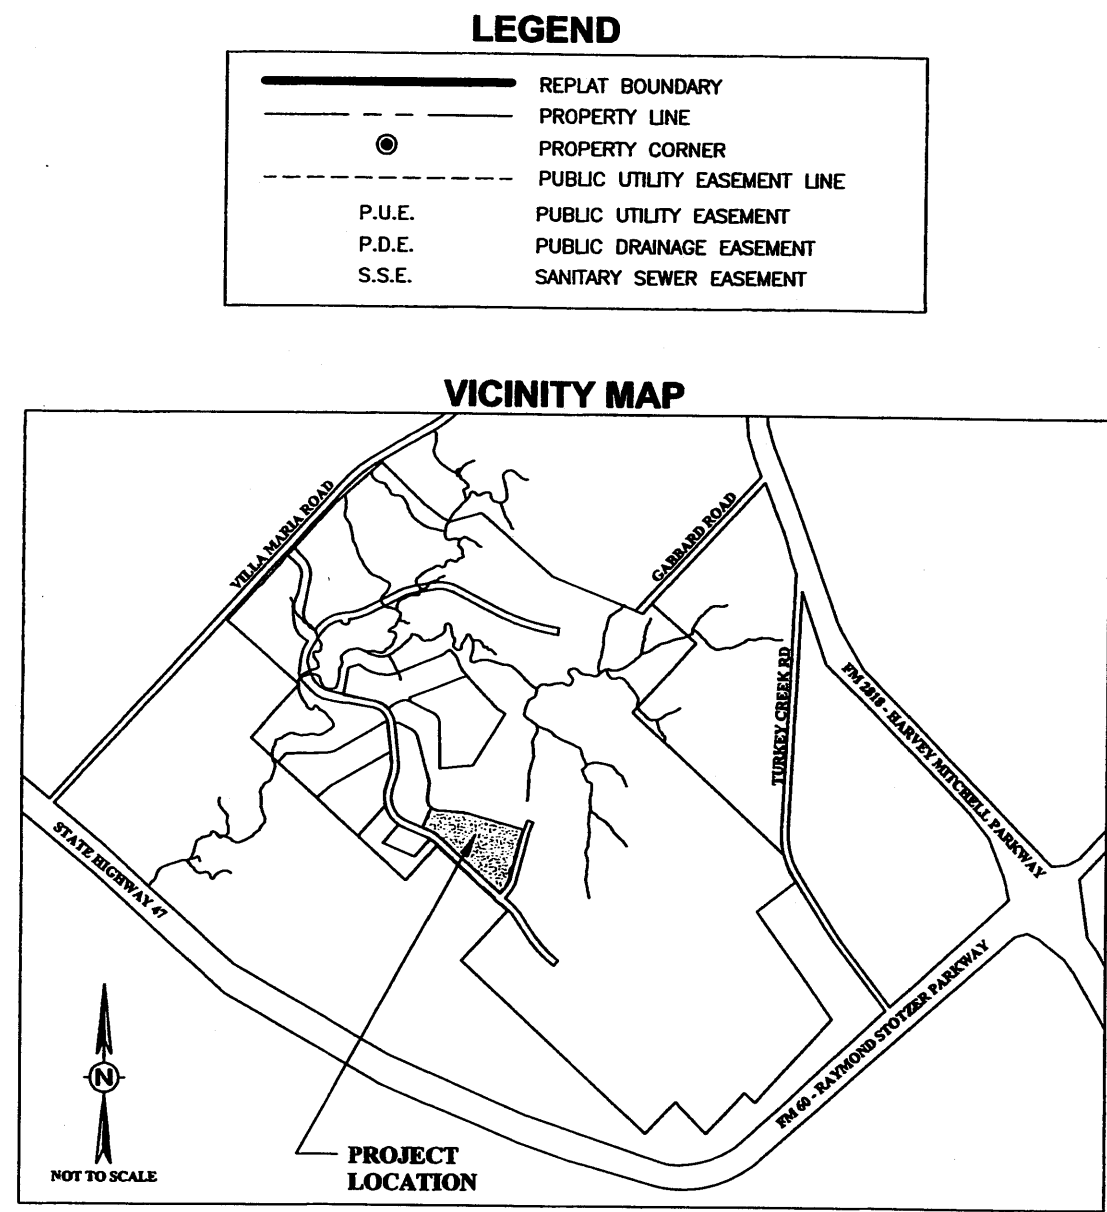 LEGEND
REPLAT BOUNDARY
PROPERTY LINE
PROPERTY CORNER
PUBLIC UTILITY EASEMENT LINE
P.U.E. PUBLIC UTILITY EASEMENT
P.D.E. PUBLIC DRAINAGE EASEMENT
S.S.E. SANITARY SEWER EASEMENT
VICINITY MAP
VILLA MARIA ROAD
GABBARD ROAD
TURKEY CREEK RD
FM 2818 - HARVEY MITCHELL PARKWAY
STATE HIGHWAY 47
FM 60 - RAYMOND STOTZER PARKWAY
N
NOT TO SCALE
PROJECT
LOCATION